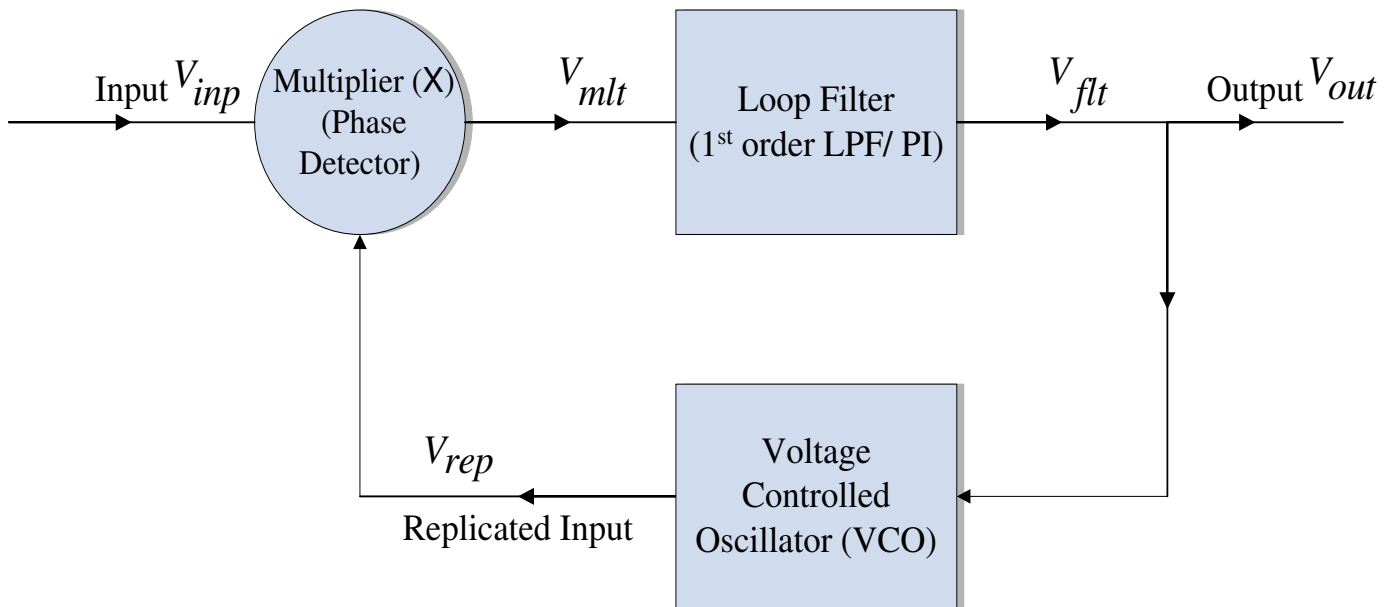 Input V_inp
Multiplier (X)
(Phase
Detector)
V_mlt
Loop Filter
(1st order LPF/ PI)
V_flt
Output V_out
V_rep
Replicated Input
Voltage
Controlled
Oscillator (VCO)